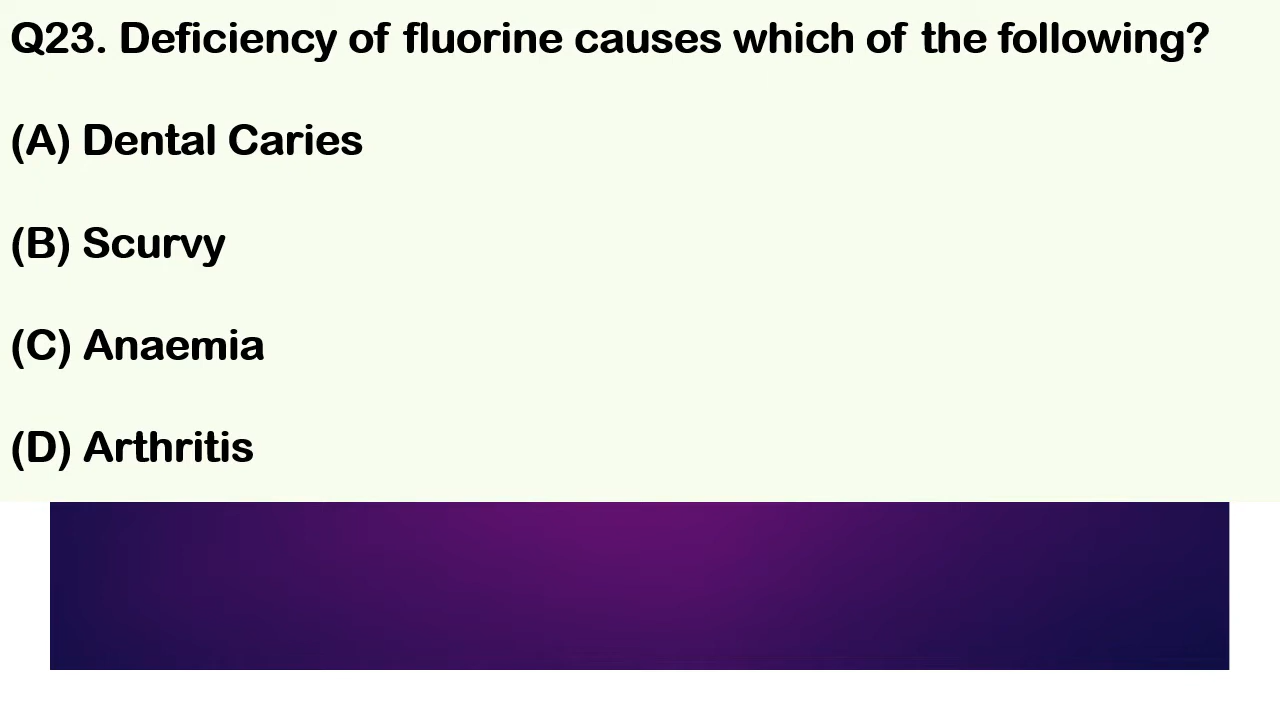 Q23. Deficiency of fluorine causes which of the following?
(A) Dental Caries
(B) Scurvy
(C) Anaemia
(D) Arthritis